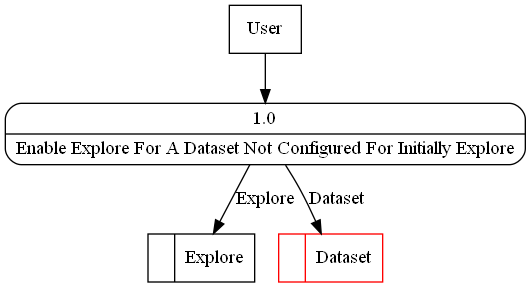 User
1.0
Enable Explore For A Dataset Not Configured For Initially Explore
Explore
Dataset
Explore
Dataset